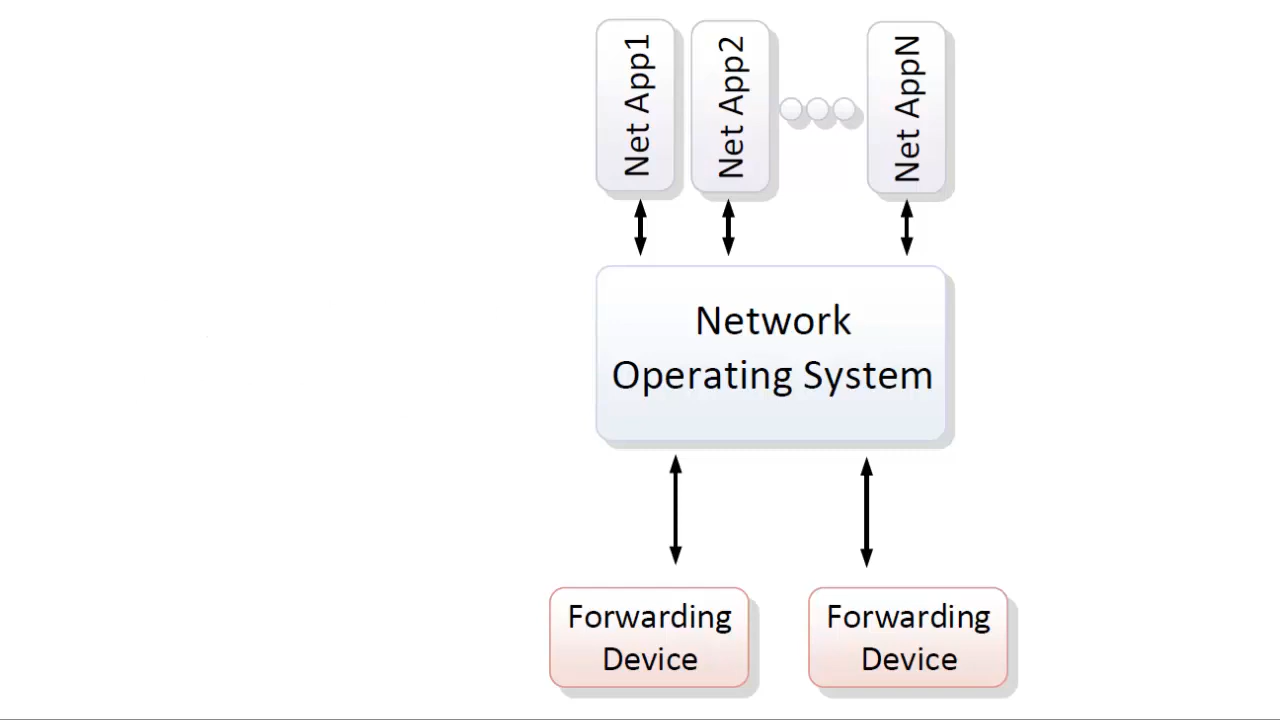 Net App1
Net App2
Net AppN
Network
Operating System
Forwarding
Device
Forwarding
Device